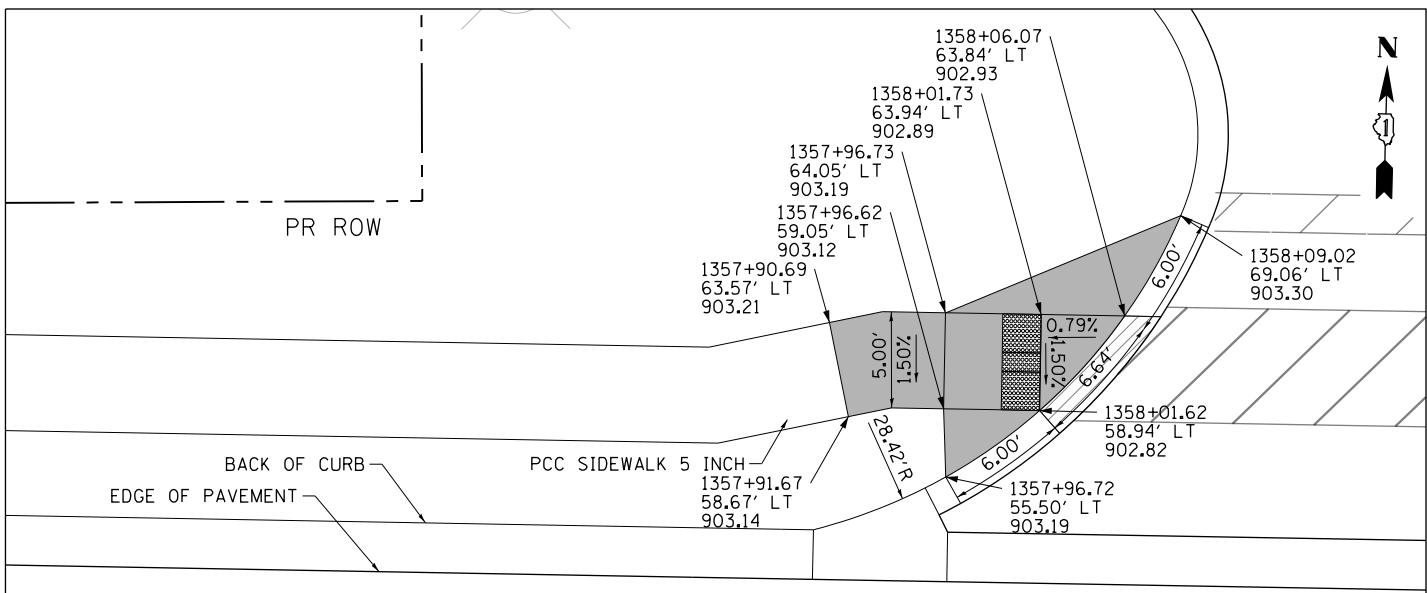 1358+06.07
63.84' LT
902.93
1358+01.73
63.94' LT
902.89
1357+96.73
64.05' LT
903.19
1357+96.62
59.05' LT
903.12
1357+90.69
63.57' LT
903.21
N
1
PR ROW
1358+09.02
69.06' LT
903.30
6.00'
0.79%
1.50%
5.00'
1.50%
6.64'
6.00'
28.42'R
1358+01.62
58.94' LT
902.82
BACK OF CURB
PCC SIDEWALK 5 INCH
EDGE OF PAVEMENT
1357+91.67
58.67' LT
903.14
1357+96.72
55.50' LT
903.19